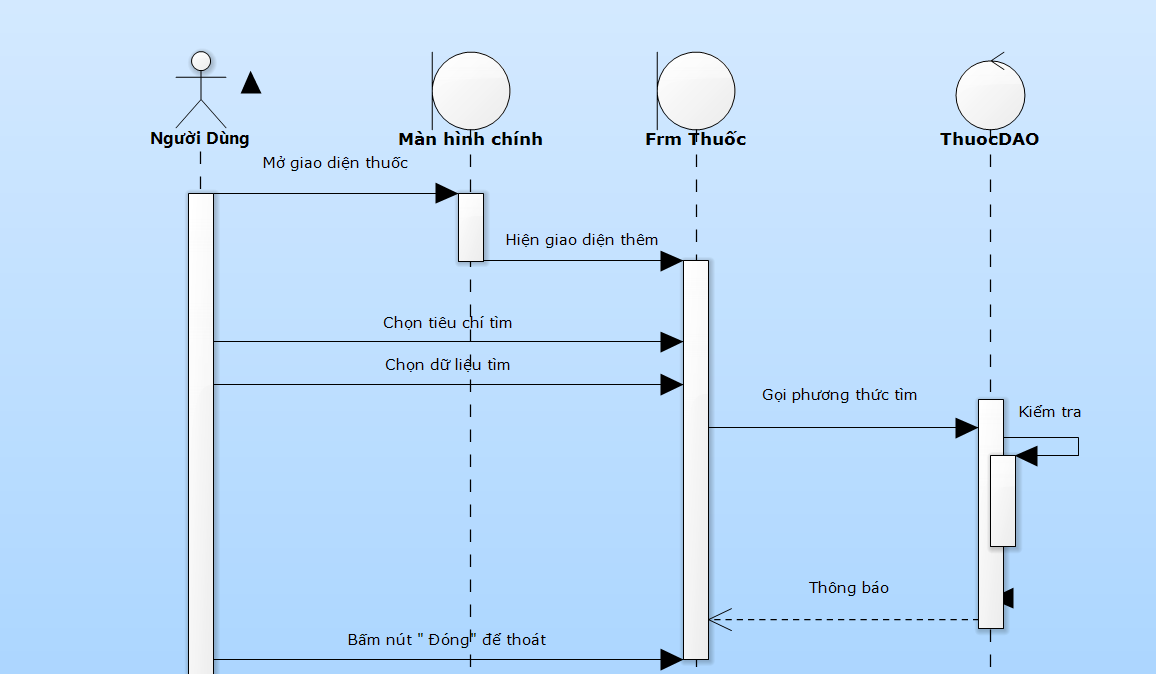 Người Dùng
Màn hình chính
Frm Thuốc
ThuocDAO
Mở giao diện thuốc
Hiện giao diện thêm
Chọn tiêu chí tìm
Chọn dữ liệu tìm
Gọi phương thức tìm
Kiểm tra
Thông báo
Bấm nút " Đóng" để thoát